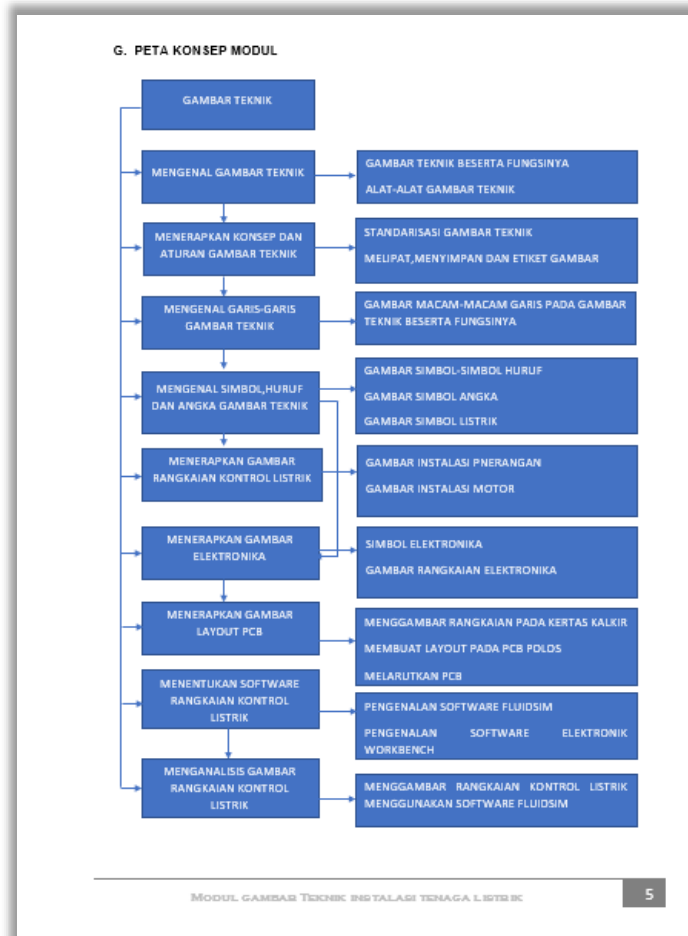 G. PETA KONSEP MODUL
GAMBAR TEKNIK
MENGENAL GAMBAR TEKNIK
GAMBAR TEKNIK BESERTA FUNGSINYA
ALAT-ALAT GAMBAR TEKNIK
MENERAPKAN KONSEP DAN
ATURAN GAMBAR TEKNIK
STANDARISASI GAMBAR TEKNIK
MELIPAT,MENYIMPAN DAN ETIKET GAMBAR
MENGENAL GARIS-GARIS
GAMBAR TEKNIK
GAMBAR MACAM-MACAM GARIS PADA GAMBAR
TEKNIK BESERTA FUNGSINYA
MENGENAL SIMBOL,HURUF
DAN ANGKA GAMBAR TEKNIK
GAMBAR SIMBOL-SIMBOL HURUF
GAMBAR SIMBOL ANGKA
GAMBAR SIMBOL LISTRIK
MENERAPKAN GAMBAR
RANGKAIAN KONTROL LISTRIK
GAMBAR INSTALASI PNERANGAN
GAMBAR INSTALASI MOTOR
MENERAPKAN GAMBAR
ELEKTRONIKA
SIMBOL ELEKTRONIKA
GAMBAR RANGKAIAN ELEKTRONIKA
MENERAPKAN GAMBAR
LAYOUT PCB
MENGGAMBAR RANGKAIAN PADA KERTAS KALKIR
MEMBUAT LAYOUT PADA PCB POLOS
MELARUTKAN PCB
MENENTUKAN SOFTWARE
RANGKAIAN KONTROL
LISTRIK
PENGENALAN SOFTWARE FLUIDSIM
PENGENALAN SOFTWARE ELEKTRONIK
WORKBENCH
MENGANALISIS GAMBAR
RANGKAIAN KONTROL
LISTRIK
MENGGAMBAR RANGKAIAN KONTROL LISTRIK
MENGGUNAKAN SOFTWARE FLUIDSIM
MODUL GAMBAR TEKNIK INSTALASI TENAGA LISTRIK
5